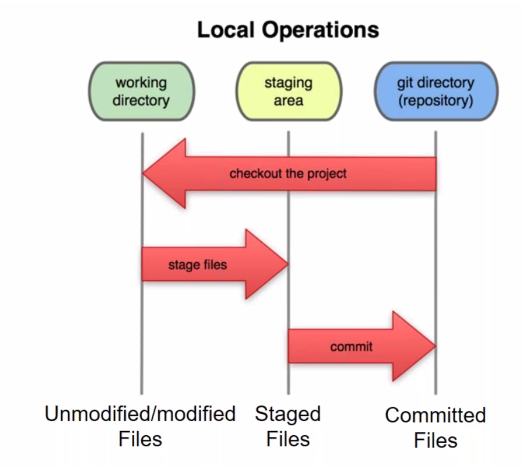 Local Operations
working
directory
staging
area
git directory
(repository)
checkout the project
stage files
commit
Unmodified/modified
Files
Staged
Files
Committed
Files